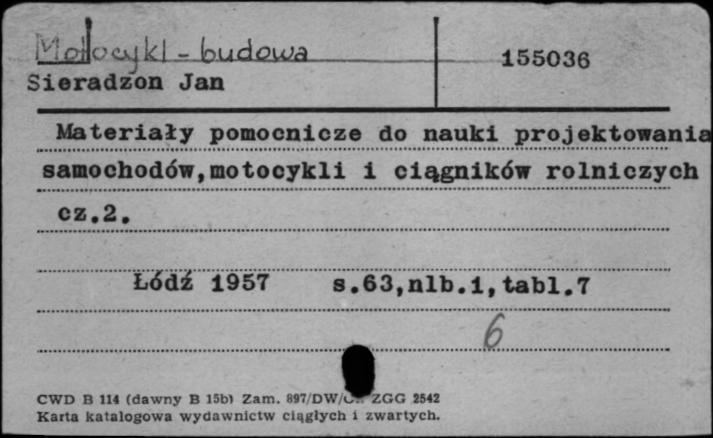 Motocykl - budowa
155036
Sieradzon Jan
Materiały pomocnicze do nauki projektowania
samochodów,motocykli i ciągników rolniczych
cz.2.
Łódź 1957 s.63,nlb.1,tabl.7
6
CWD B 114 (dawny B 15b) Zam. 897/DW/ ZGG 2542
Karta katalogowa wydawnictw ciągłych i zwartych.